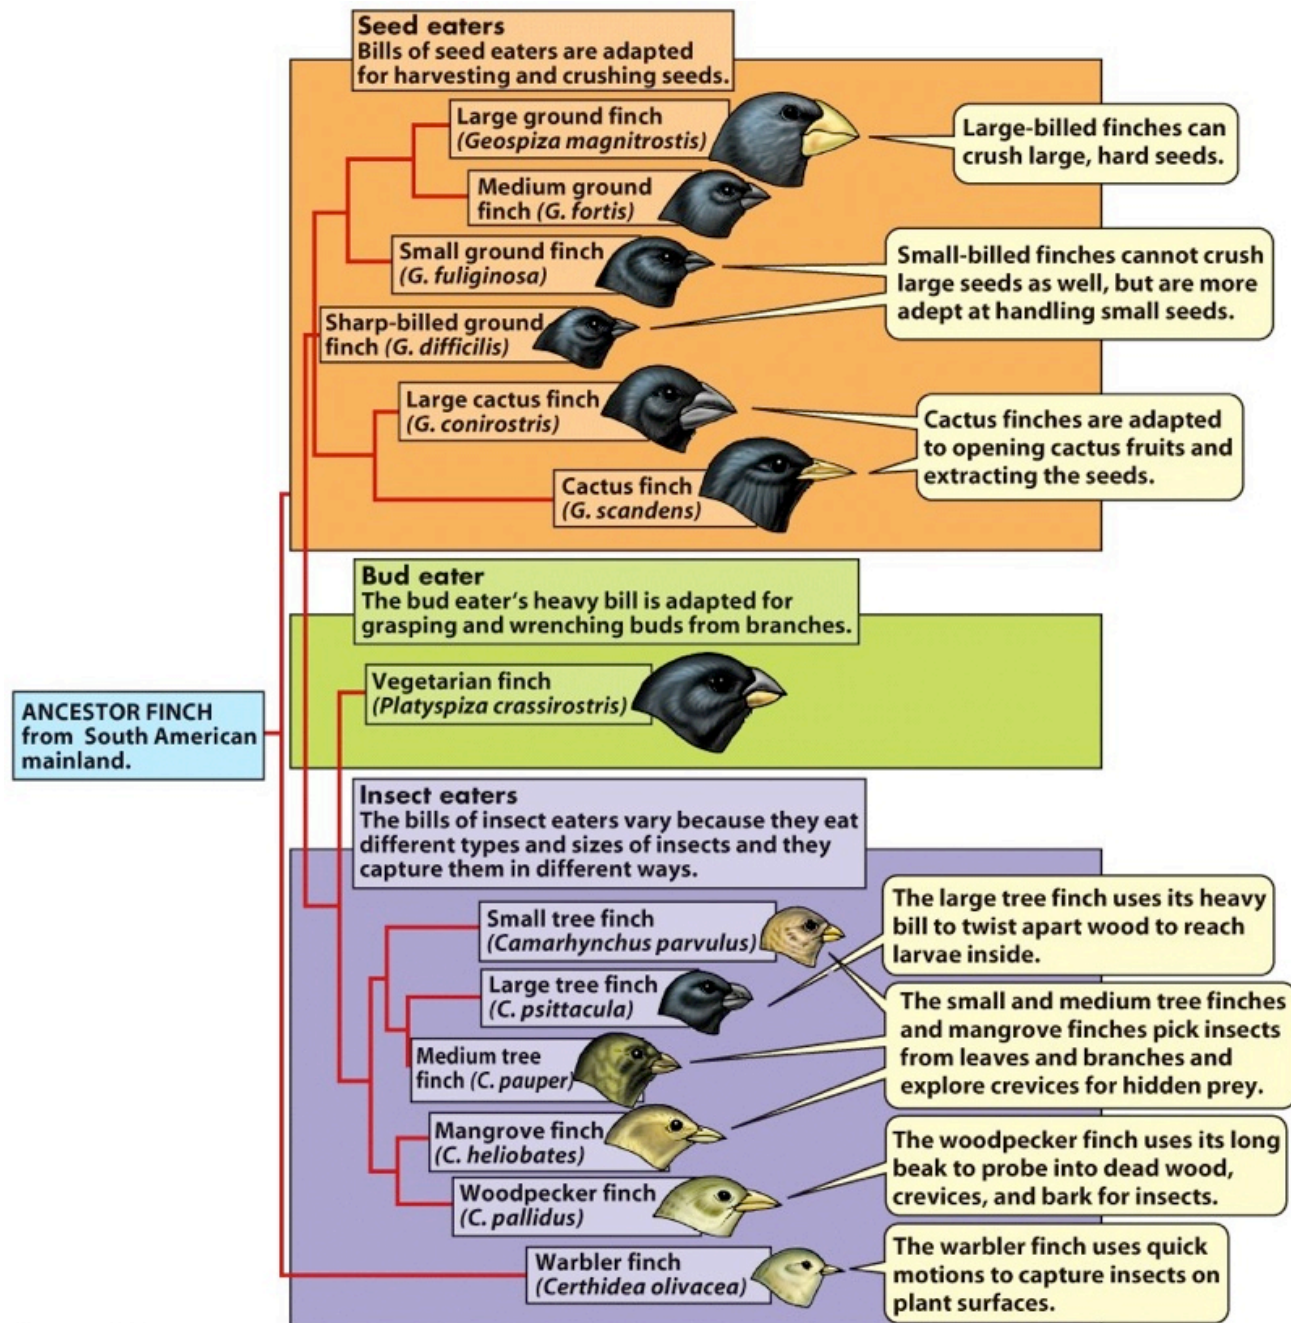 Seed eaters
Bills of seed eaters are adapted
for harvesting and crushing seeds.
Large ground finch
(Geospiza magnitrostis)
Large-billed finches can
crush large, hard seeds.
Medium ground
finch (G. fortis)
Small ground finch
(G. fuliginosa)
Small-billed finches cannot crush
large seeds as well, but are more
adept at handling small seeds.
Sharp-billed ground
finch (G. difficilis)
Large cactus finch
(G. conirostris)
Cactus finches are adapted
to opening cactus fruits and
extracting the seeds.
Cactus finch
(G. scandens)
Bud eater
The bud eater's heavy bill is adapted for
grasping and wrenching buds from branches.
Vegetarian finch
(Platyspiza crassirostris)
ANCESTOR FINCH
from South American
mainland.
Insect eaters
The bills of insect eaters vary because they eat
different types and sizes of insects and they
capture them in different ways.
Small tree finch
(Camarhynchus parvulus)
The large tree finch uses its heavy
bill to twist apart wood to reach
larvae inside.
Large tree finch
(C. psittacula)
The small and medium tree finches
and mangrove finches pick insects
from leaves and branches and
explore crevices for hidden prey.
Medium tree
finch (C. pauper)
Mangrove finch
(C. heliobates)
The woodpecker finch uses its long
beak to probe into dead wood,
crevices, and bark for insects.
Woodpecker finch
(C. pallidus)
Warbler finch
(Certhidea olivacea)
The warbler finch uses quick
motions to capture insects on
plant surfaces.